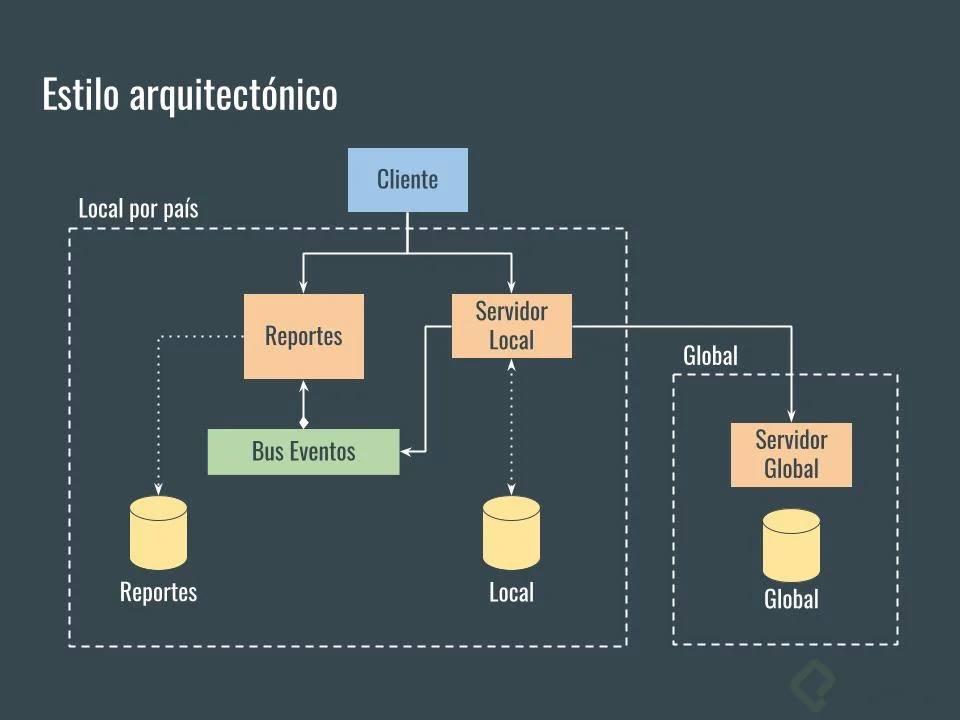 Estilo arquitectónico
Cliente
Local por país
Reportes
Servidor
Local
Global
Bus Eventos
Servidor
Global
Reportes
Local
Global